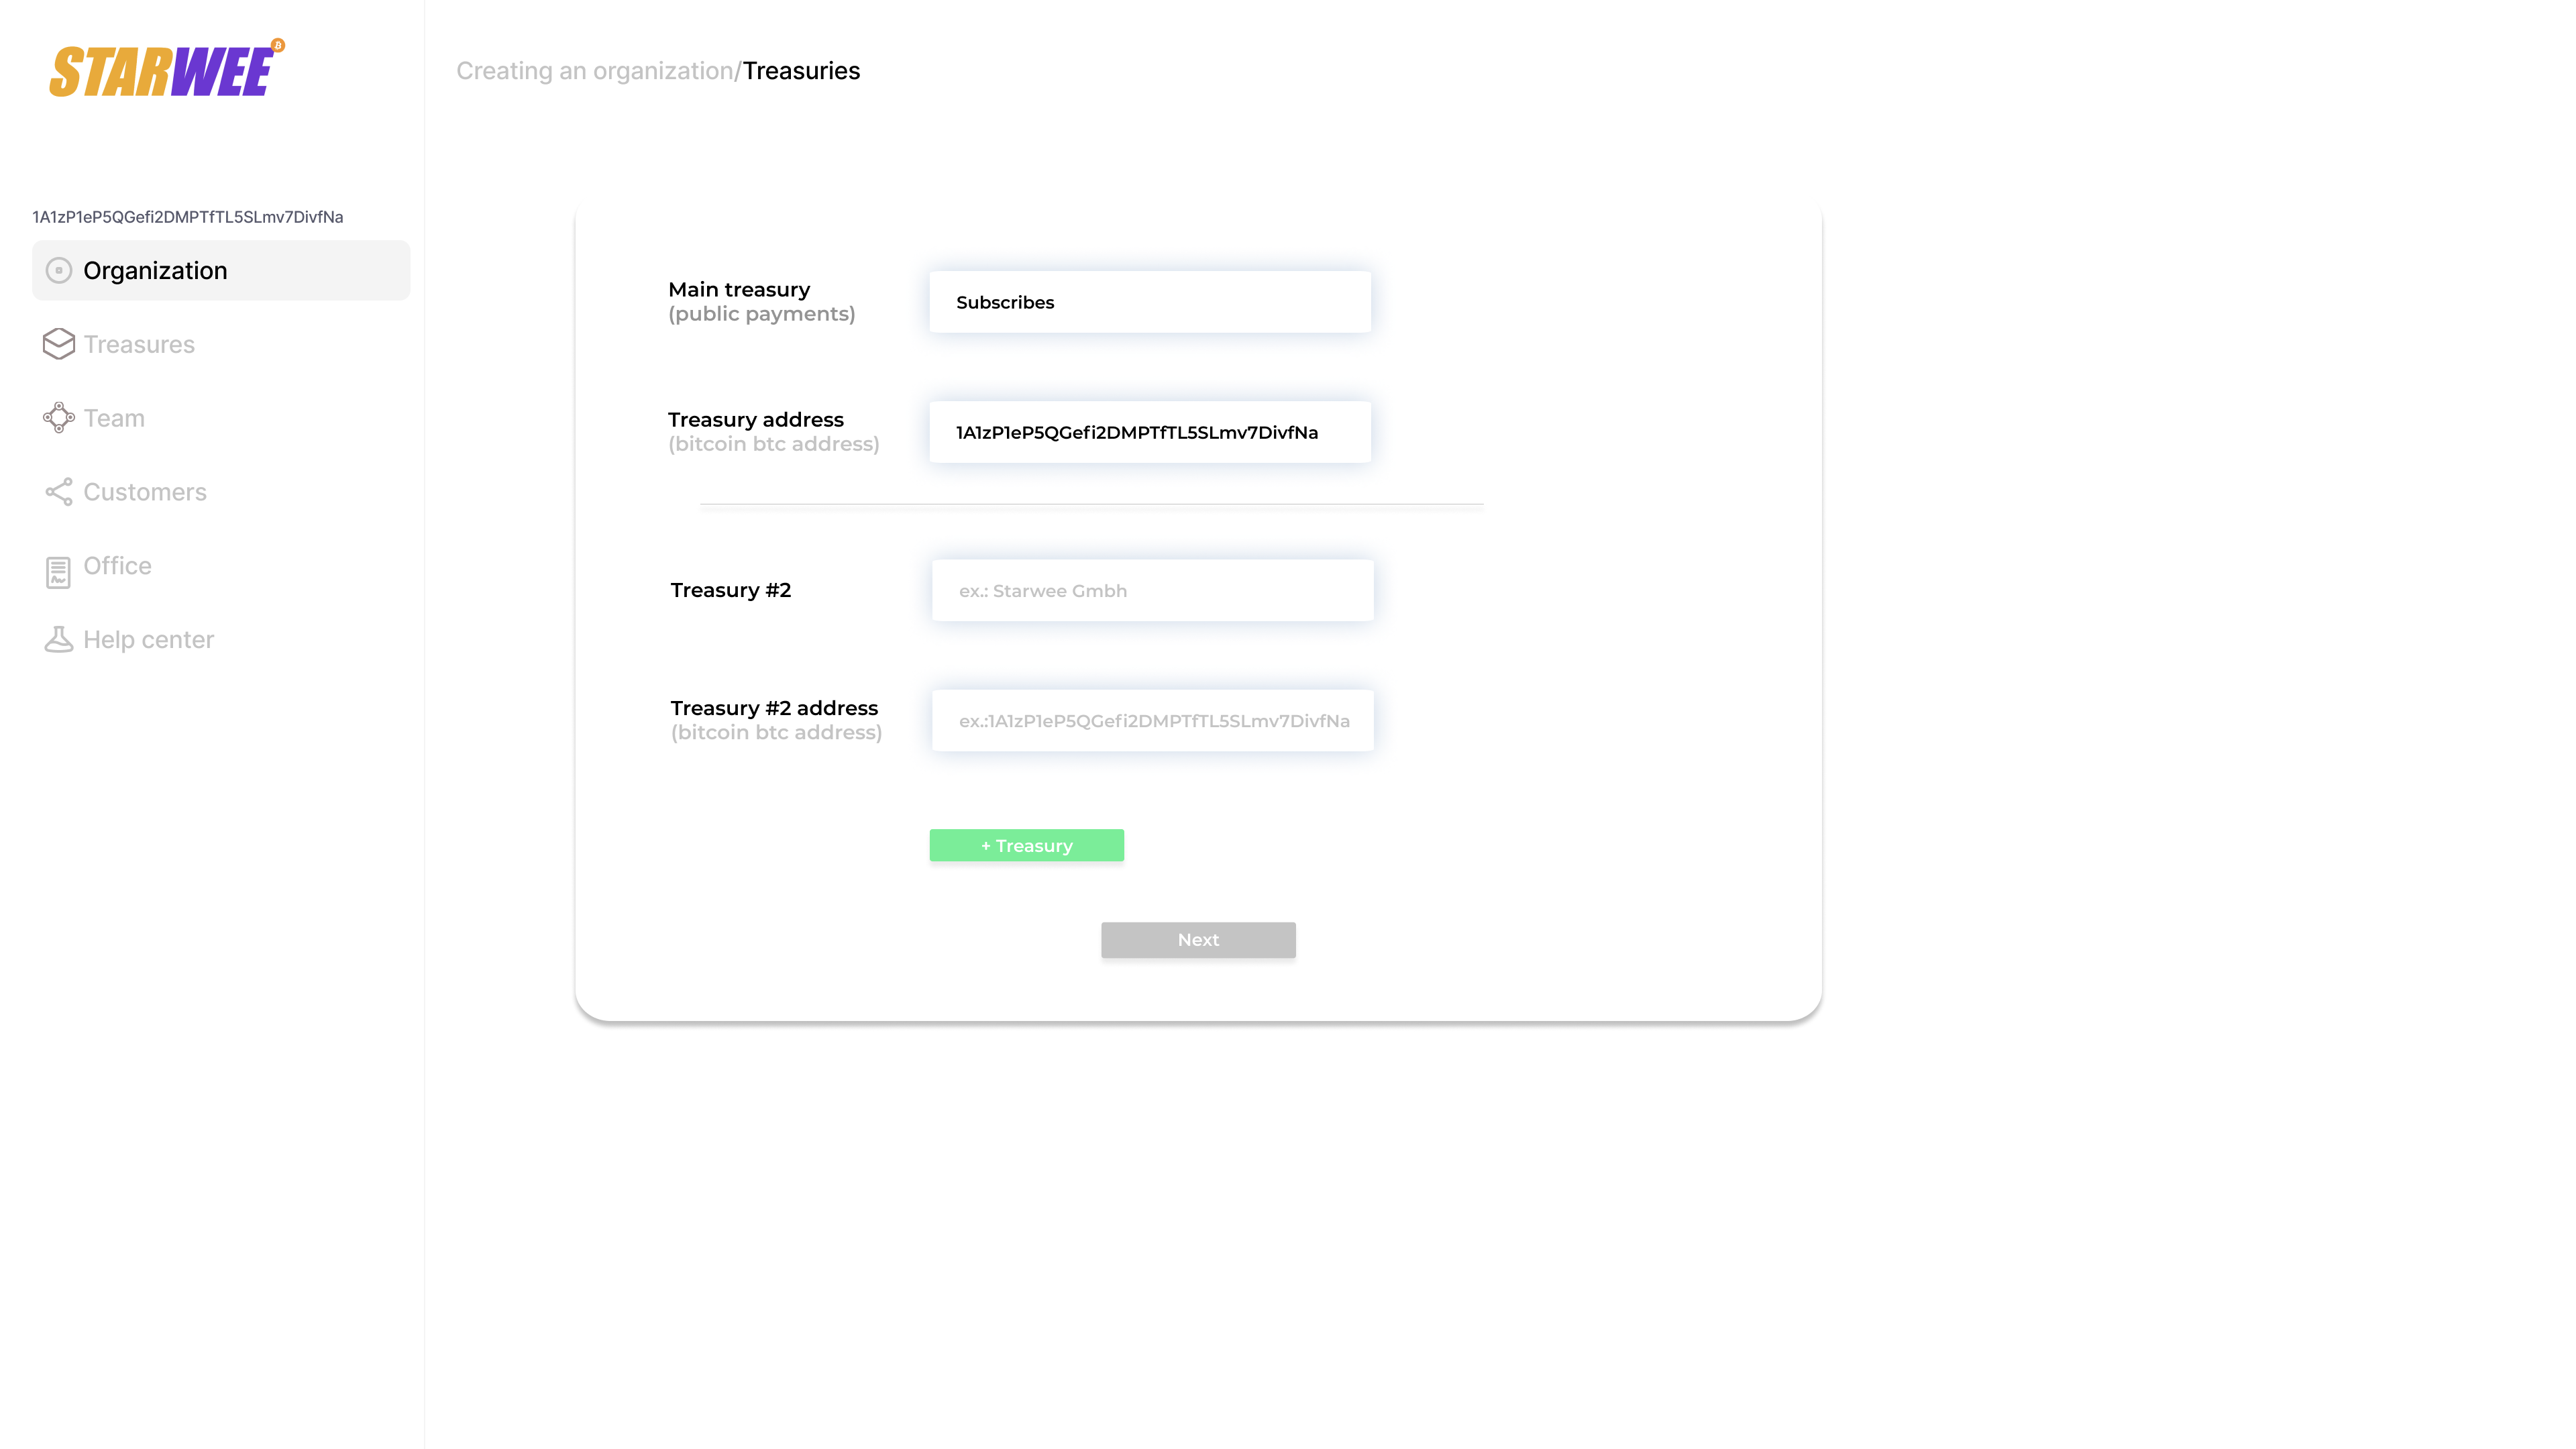 STARWEE
Creating an organization/Treasuries
1A1zP1eP5QGefi2DMPTfTL5SLmv7DivfNa
Organization
Treasures
Team
Customers
Office
Help center
Main treasury
(public payments)
Subscribes
Treasury address
(bitcoin btc address)
1A1zP1eP5QGefi2DMPTfTL5SLmv7DivfNa
Treasury #2
ex.: Starwee Gmbh
Treasury #2 address
(bitcoin btc address)
ex.:1A1zP1eP5QGefi2DMPTfTL5SLmv7DivfNa
+ Treasury
Next